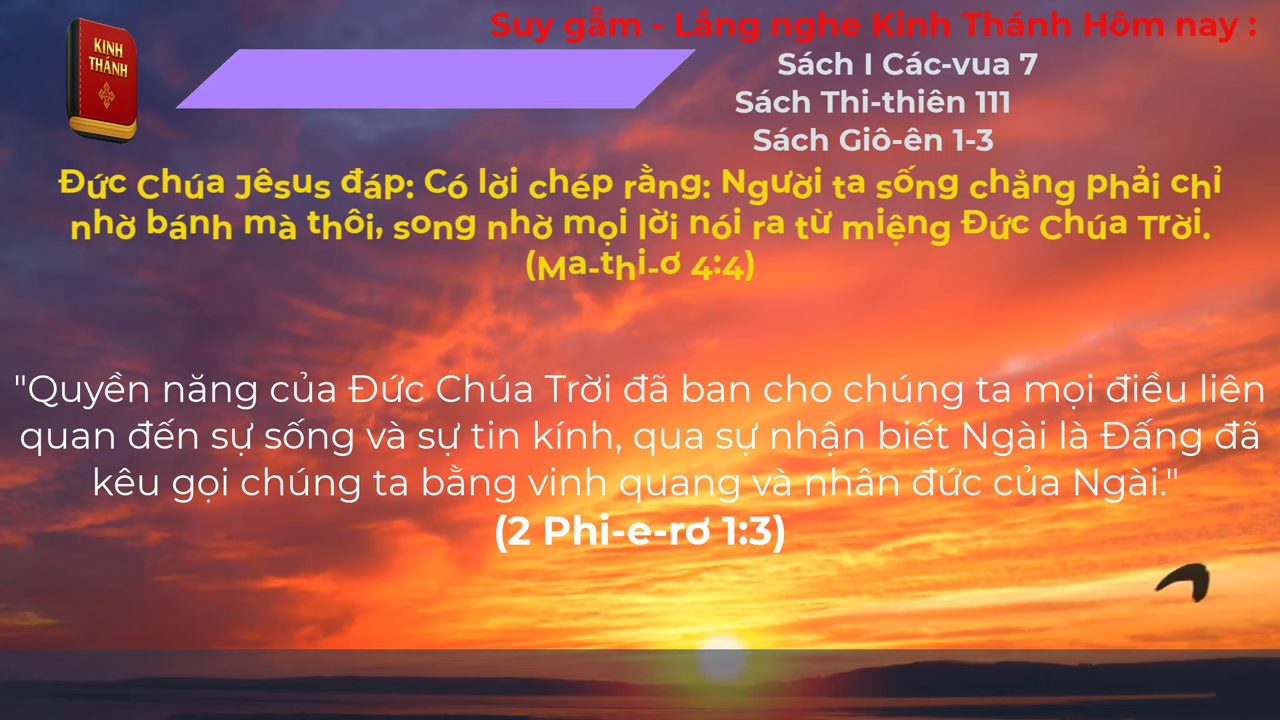 Suy gẫm - Lắng nghe Kinh Thánh Hôm nay :
KINH
THÁNH
Sách I Các-vua 7
Sách Thi-thiên 111
Sách Giô-ên 1-3
Đức Chúa Jêsus đáp: Có lời chép rằng: Người ta sống chẳng phải chỉ
nhờ bánh mà thôi, song nhờ mọi lời nói ra từ miệng Đức Chúa Trời.
(Ma-thi-ơ 4:4)
"Quyền năng của Đức Chúa Trời đã ban cho chúng ta mọi điều liên
quan đến sự sống và sự tin kính, qua sự nhận biết Ngài là Đấng đã
kêu gọi chúng ta bằng vinh quang và nhân đức của Ngài."
(2 Phi-e-rơ 1:3)